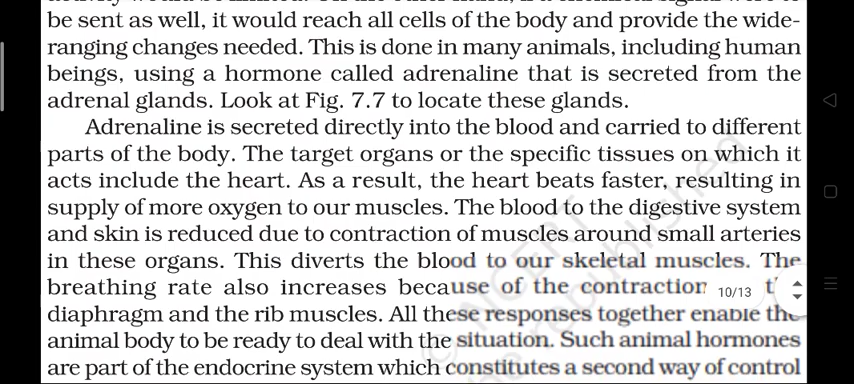 be sent as well, it would reach all cells of the body and provide the wide-
ranging changes needed. This is done in many animals, including human
beings, using a hormone called adrenaline that is secreted from the
adrenal glands. Look at Fig. 7.7 to locate these glands.
Adrenaline is secreted directly into the blood and carried to different
parts of the body. The target organs or the specific tissues on which it
acts include the heart. As a result, the heart beats faster, resulting in
supply of more oxygen to our muscles. The blood to the digestive system
and skin is reduced due to contraction of muscles around small arteries
in these organs. This diverts the blood to our skeletal muscles. The
breathing rate also increases because of the contraction
10/13
diaphragm and the rib muscles. All these responses together enable the
animal body to be ready to deal with the situation. Such animal hormones
are part of the endocrine system which constitutes a second way of control
© NCERT
be republished